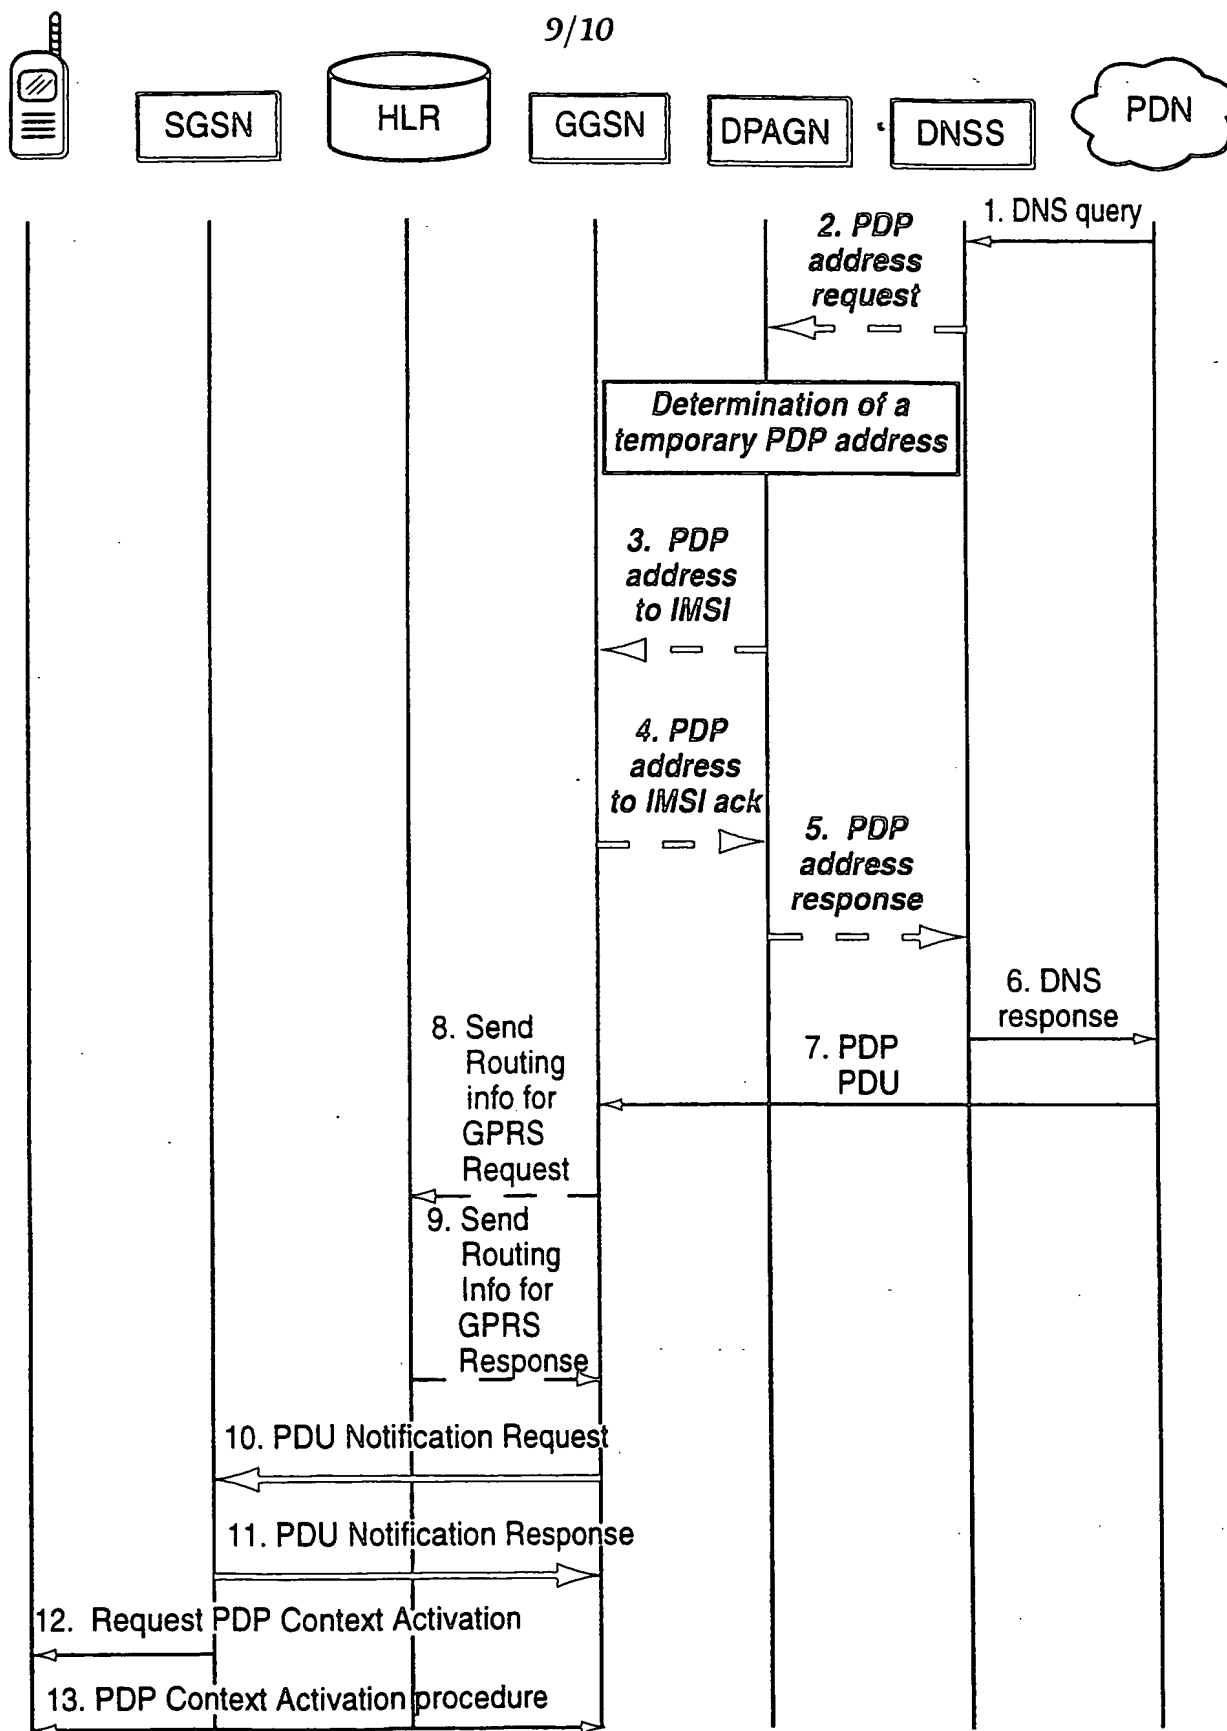 9/10
SGSN
HLR
GGSN
DPAGN
DNSS
PDN
1. DNS query
2. PDP
address
request
Determination of a
temporary PDP address
3. PDP
address
to IMSI
4. PDP
address
to IMSI ack
5. PDP
address
response
6. DNS
response
7. PDP
PDU
8. Send
Routing
info for
GPRS
Request
9. Send
Routing
Info for
GPRS
Response
10. PDU Notification Request
11. PDU Notification Response
12. Request PDP Context Activation
13. PDP Context Activation procedure